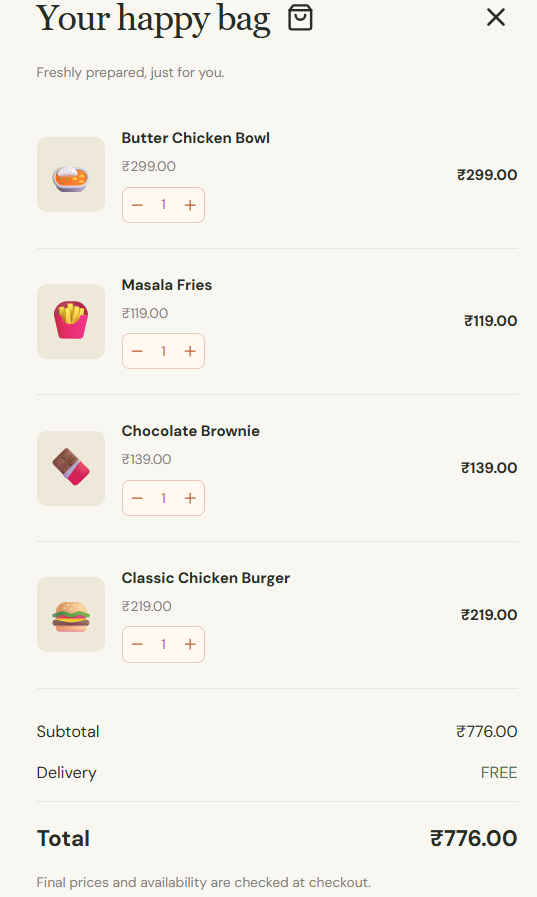 Your happy bag
Freshly prepared, just for you.
Butter Chicken Bowl
₹299.00
₹299.00
− 1 +
Masala Fries
₹119.00
₹119.00
− 1 +
Chocolate Brownie
₹139.00
₹139.00
− 1 +
Classic Chicken Burger
₹219.00
₹219.00
− 1 +
Subtotal ₹776.00
Delivery FREE
Total ₹776.00
Final prices and availability are checked at checkout.